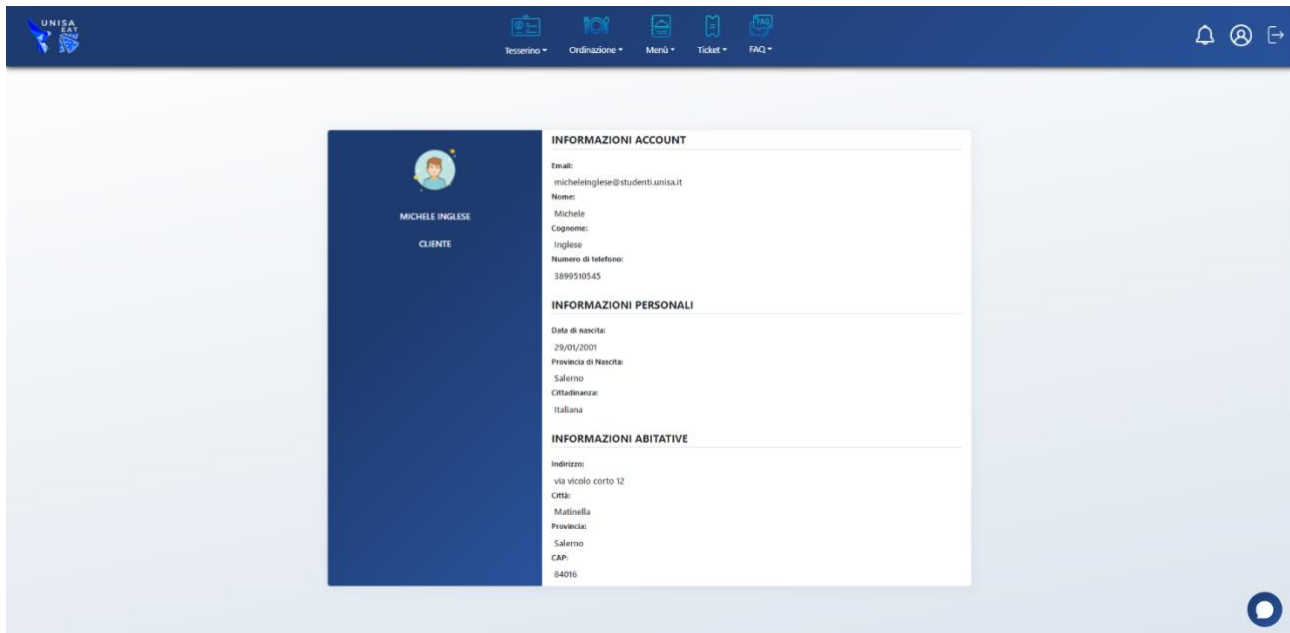 UNISA
EAT
Tesserino
Ordinazione
Menù
Ticket
FAQ
FAQ
MICHELE INGLESE
CLIENTE
INFORMAZIONI ACCOUNT
Email:
micheleinglese@studenti.unisa.it
Nome:
Michele
Cognome:
Inglese
Numero di telefono:
3899510545
INFORMAZIONI PERSONALI
Data di nascita:
29/01/2001
Provincia di Nascita:
Salerno
Cittadinanza:
Italiana
INFORMAZIONI ABITATIVE
Indirizzo:
via vicolo corto 12
Città:
Matinella
Provincia:
Salerno
CAP:
84016